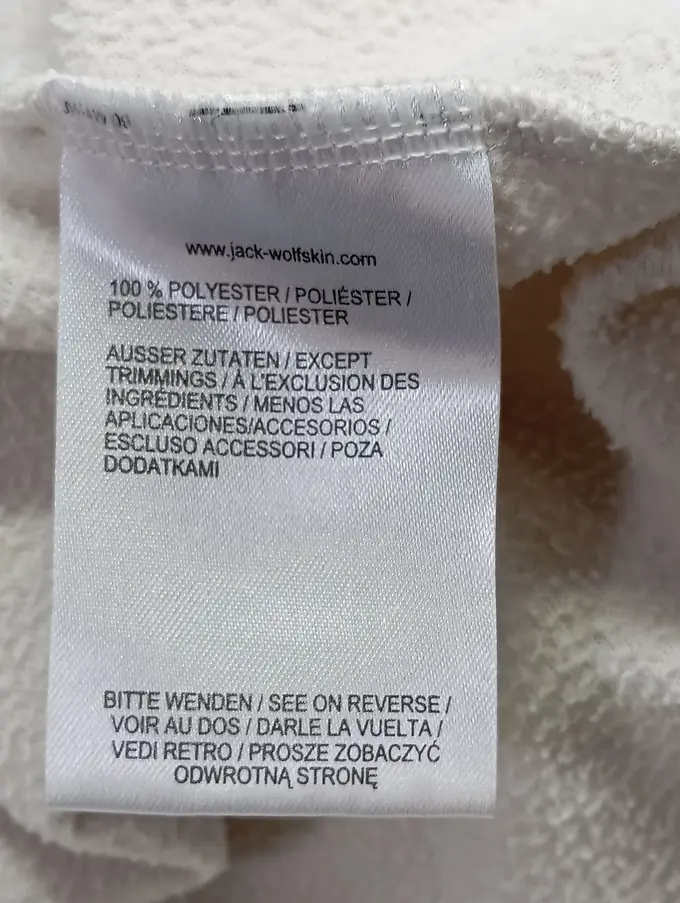 www.jack-wolfskin.com
100 % POLYESTER / POLIÉSTER /
POLIESTERE / POLIESTER
AUSSER ZUTATEN / EXCEPT
TRIMMINGS / À L'EXCLUSION DES
INGRÉDIENTS / MENOS LAS
APLICACIONES/ACCESORIOS /
ESCLUSO ACCESSORI / POZA
DODATKAMI
BITTE WENDEN / SEE ON REVERSE /
VOIR AU DOS / DARLE LA VUELTA /
VEDI RETRO / PROSZE ZOBACZYĆ
ODWROTNĄ STRONĘ